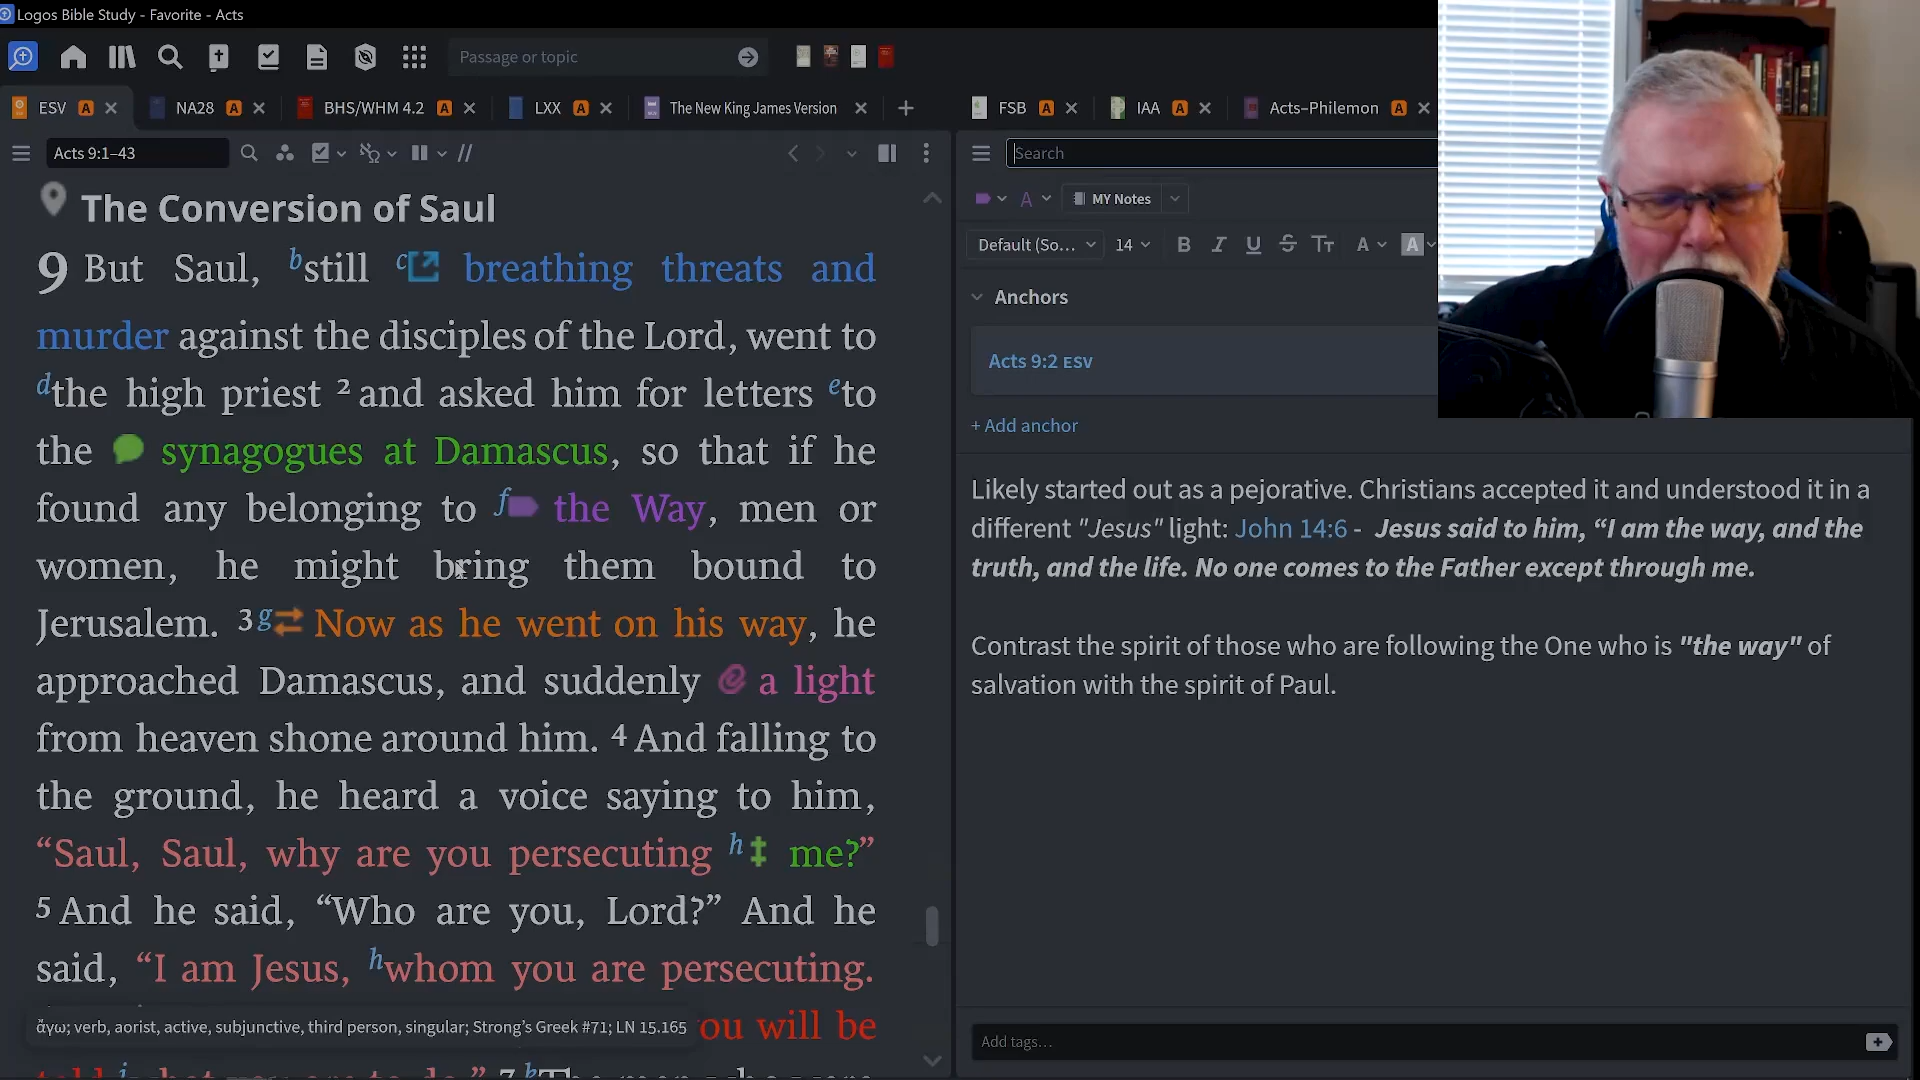 Logos Bible Study - Favorite - Acts
Passage or topic
ESV A NA28 A BHS/WHM 4.2 A LXX A The New King James Version
FSB A IAA A Acts–Philemon A
Acts 9:1–43
Search
A MY Notes
Default (So... 14 B I U S Tт A A
The Conversion of Saul
9 But Saul, b still c breathing threats and
murder against the disciples of the Lord, went to
d the high priest 2 and asked him for letters e to
the synagogues at Damascus, so that if he
found any belonging to f the Way, men or
women, he might bring them bound to
Jerusalem. 3 g Now as he went on his way, he
approached Damascus, and suddenly a light
from heaven shone around him. 4 And falling to
the ground, he heard a voice saying to him,
“Saul, Saul, why are you persecuting h ‡ me?”
5 And he said, “Who are you, Lord?” And he
said, “I am Jesus, h whom you are persecuting.
ἄγω; verb, aorist, active, subjunctive, third person, singular; Strong’s Greek #71; LN 15.165
you will be
Anchors
Acts 9:2 ESV
+ Add anchor
Likely started out as a pejorative. Christians accepted it and understood it in a
different "Jesus" light: John 14:6 - Jesus said to him, “I am the way, and the
truth, and the life. No one comes to the Father except through me.
Contrast the spirit of those who are following the One who is "the way" of
salvation with the spirit of Paul.
Add tags...